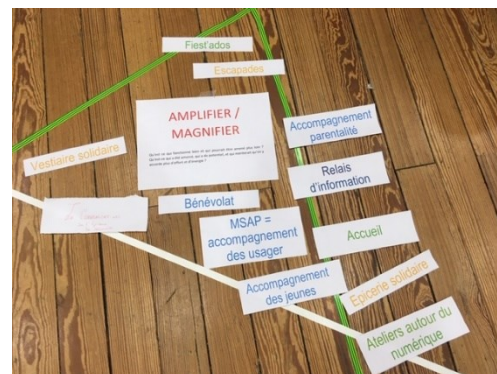 Fiest'ados
Escapades
AMPLIFIER /
MAGNIFIER
Accompagnement
parentalité
Vestiaire solidaire
Relais
d'information
Bénévolat
MSAP =
accompagnement
des usager
Accueil
Accompagnement
des jeunes
Epicerie solidaire
Ateliers autour du
numérique